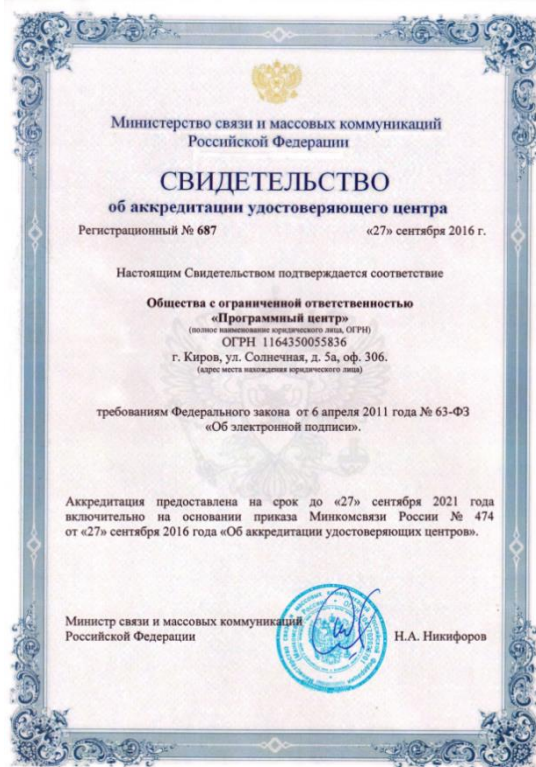 Министерство связи и массовых коммуникаций
Российской Федерации
СВИДЕТЕЛЬСТВО
об аккредитации удостоверяющего центра
Регистрационный № 687 «27» сентября 2016 г.
Настоящим Свидетельством подтверждается соответствие
Общества с ограниченной ответственностью
«Программный центр»
(полное наименование юридического лица, ОГРН)
ОГРН 1164350055836
г. Киров, ул. Солнечная, д. 5а, оф. 306.
(адрес места нахождения юридического лица)
требованиям Федерального закона от 6 апреля 2011 года № 63-ФЗ
«Об электронной подписи».
Аккредитация предоставлена на срок до «27» сентября 2021 года
включительно на основании приказа Минкомсвязи России № 474
от «27» сентября 2016 года «Об аккредитации удостоверяющих центров».
Министр связи и массовых коммуникаций
Российской Федерации Н.А. Никифоров